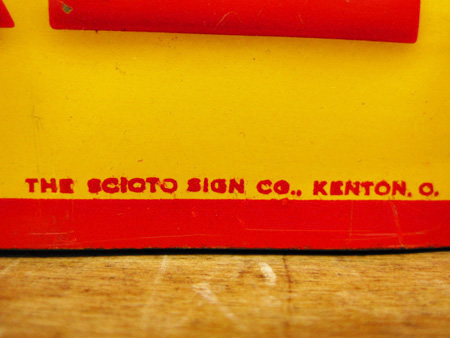 THE SCIOTO SIGN CO., KENTON, O.